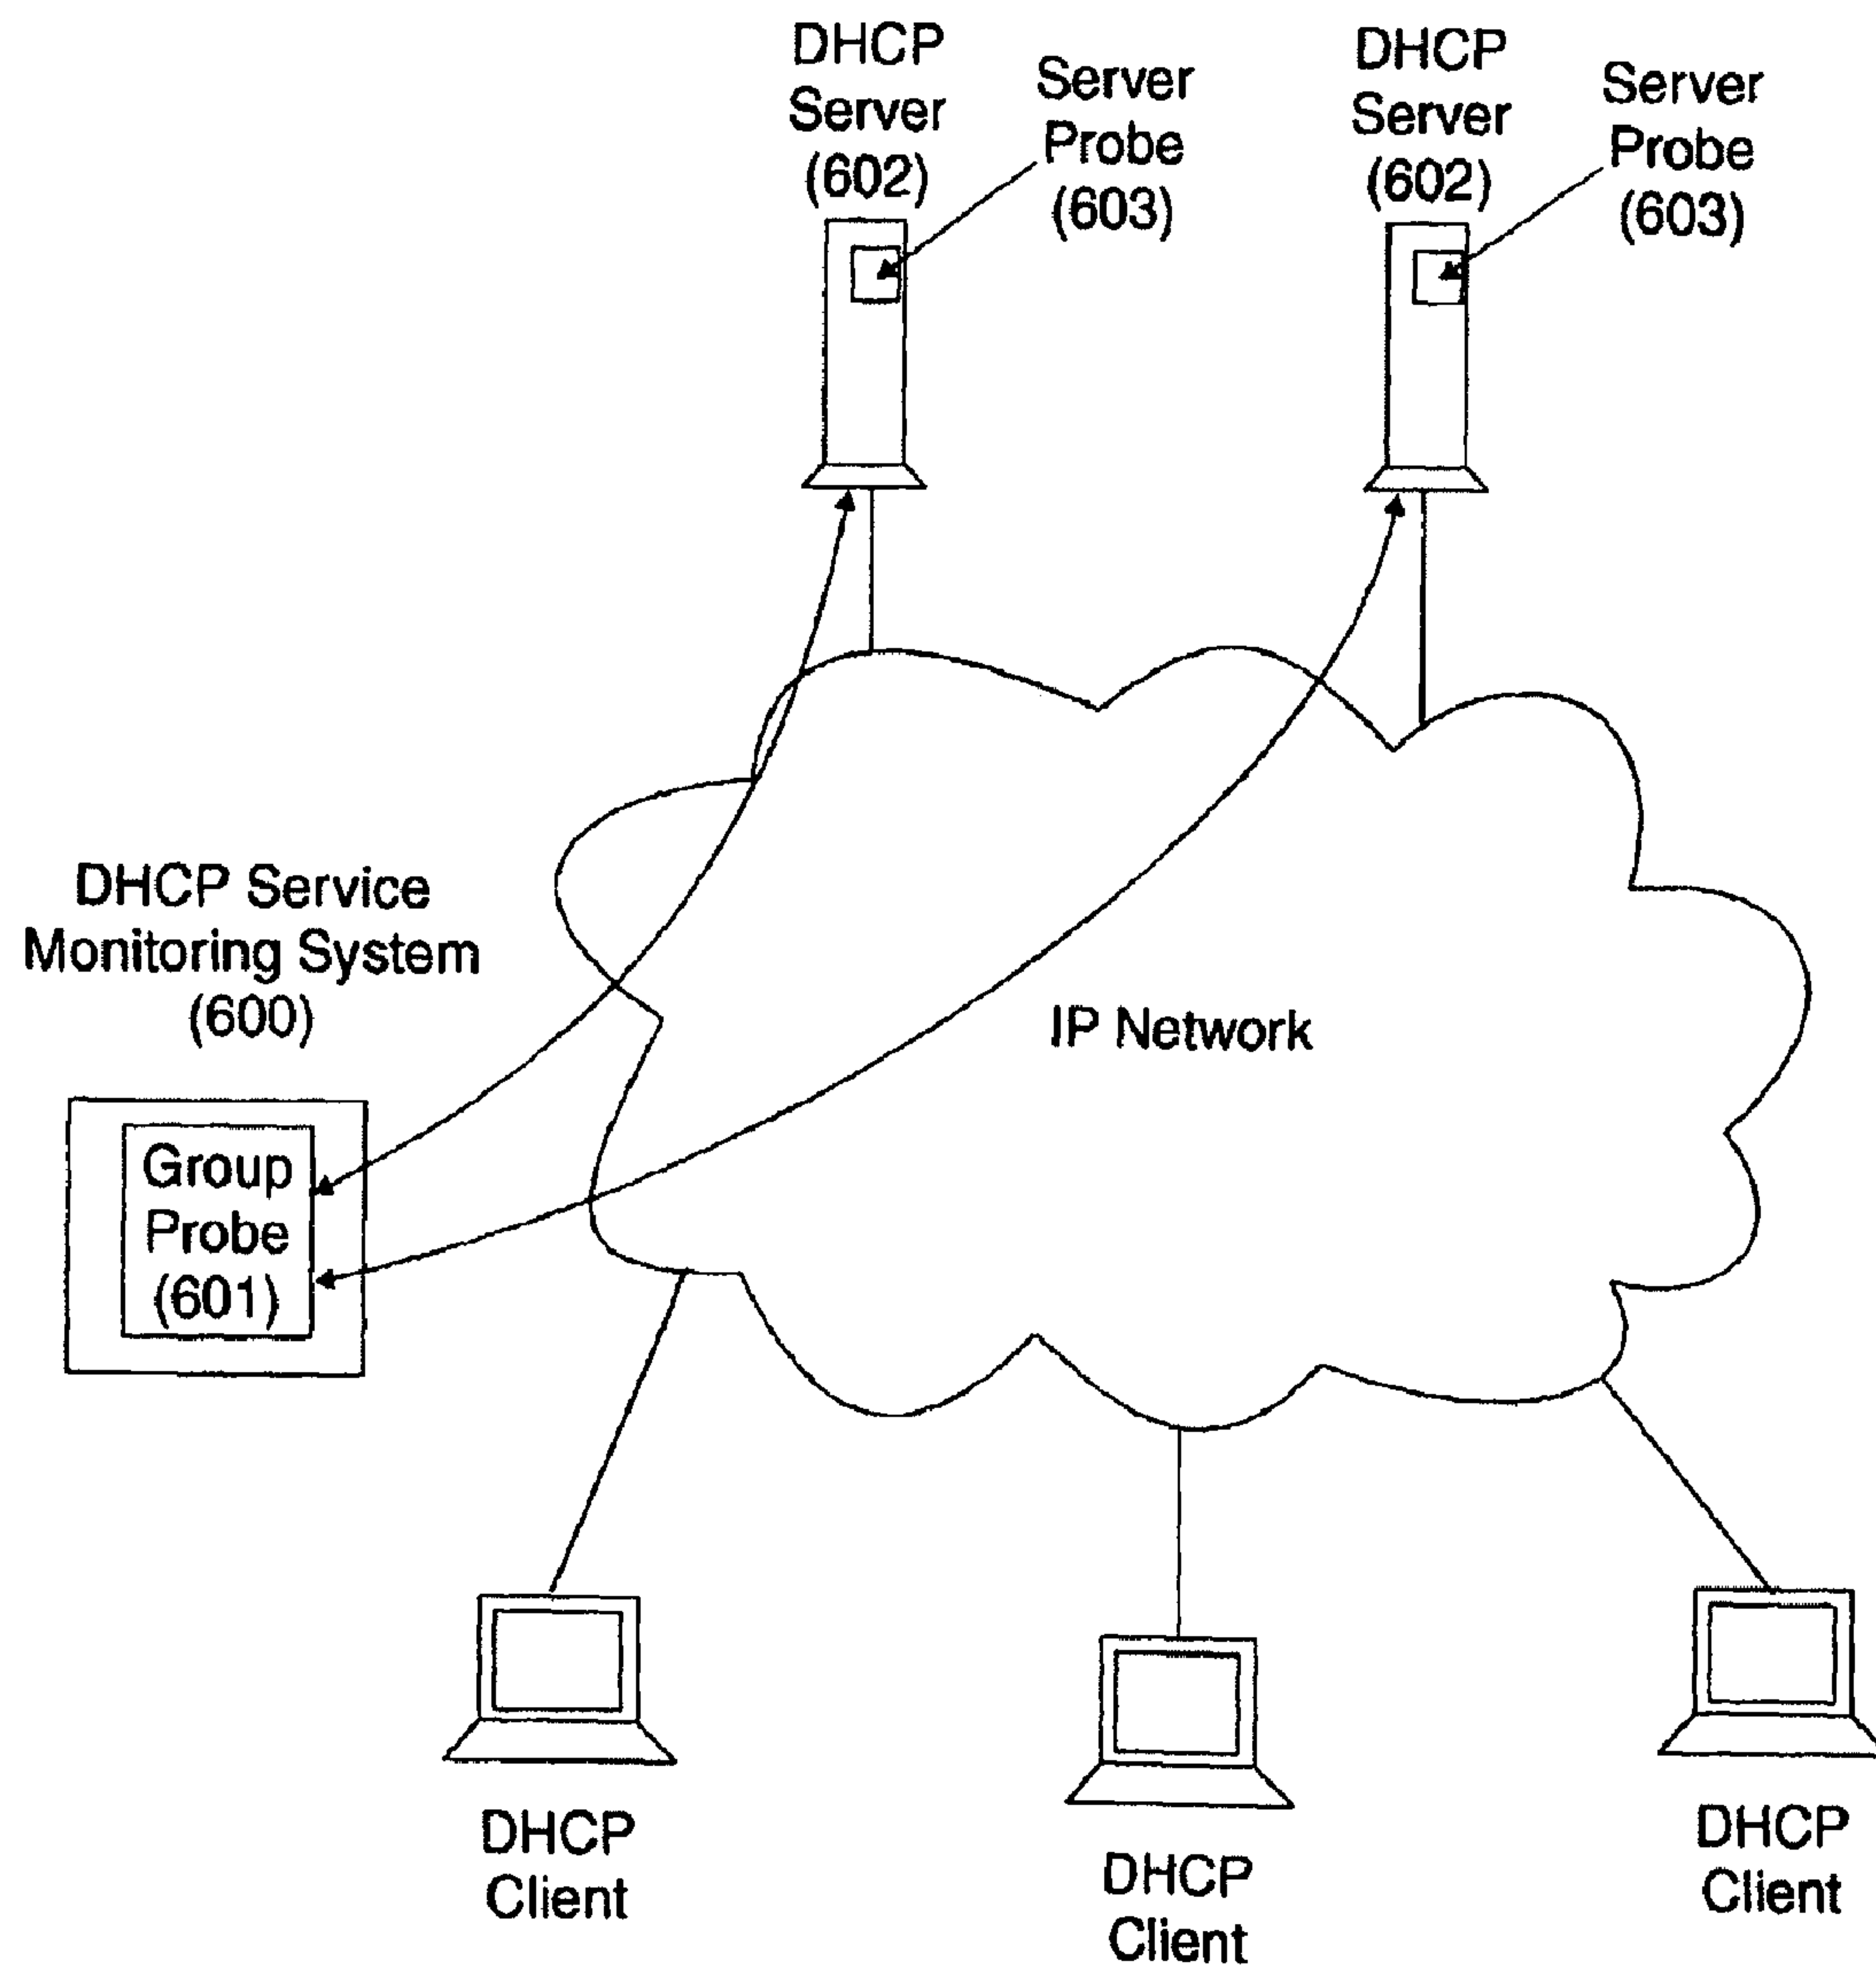 DHCP
Server
(602)
Server
Probe
(603)
DHCP
Server
(602)
Server
Probe
(603)
DHCP Service
Monitoring System
(600)
Group
Probe
(601)
IP Network
DHCP
Client
DHCP
Client
DHCP
Client